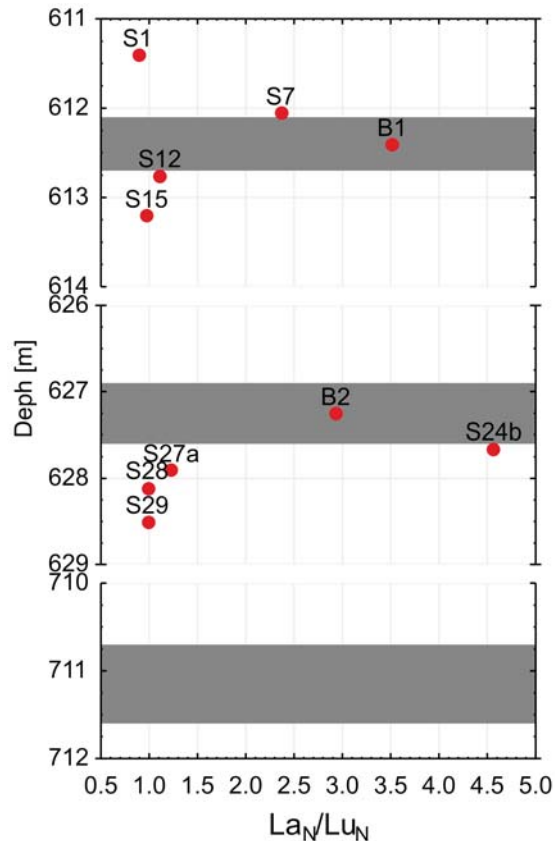 611
S1
S7
612
B1
S12
613
S15
614
626
627
B2
S24b
S27a
628
S28
S29
629
710
711
712
Deph [m]
0.5 1.0 1.5 2.0 2.5 3.0 3.5 4.0 4.5 5.0
LaN/LuN